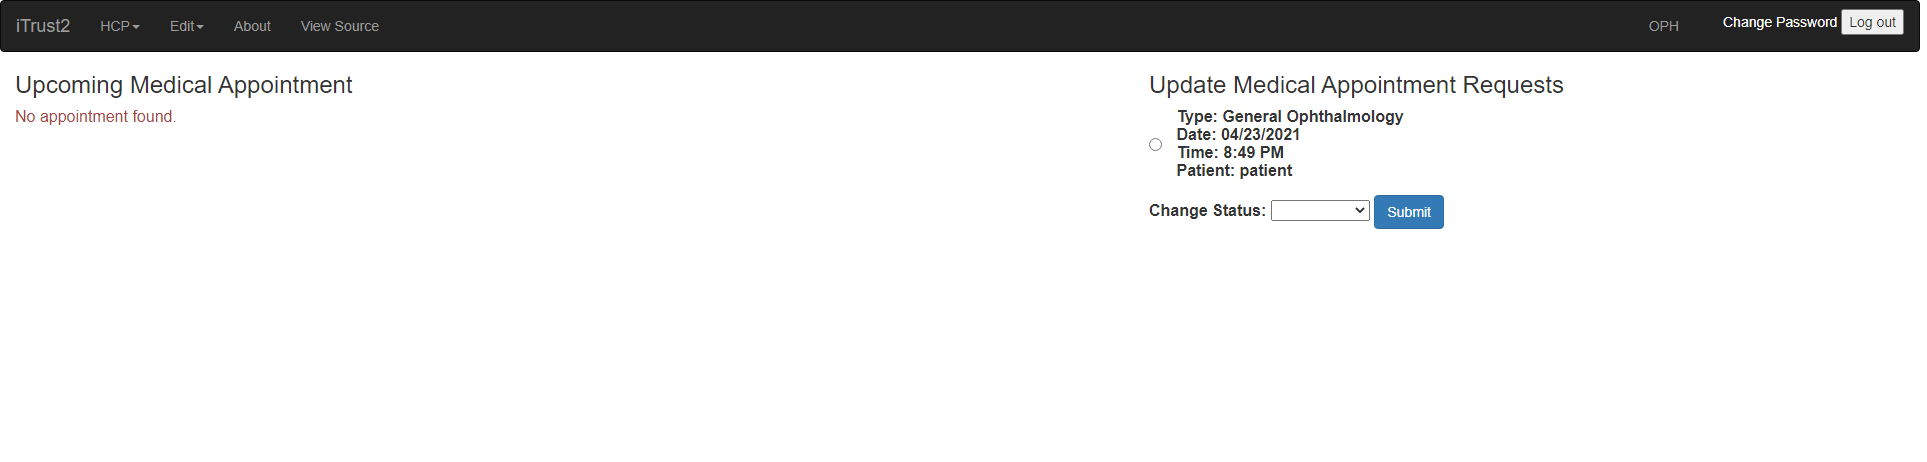 iTrust2 HCP Edit About View Source OPH Change Password Log out
Upcoming Medical Appointment
No appointment found.
Update Medical Appointment Requests
Type: General Ophthalmology
Date: 04/23/2021
Time: 8:49 PM
Patient: patient
Change Status: Submit